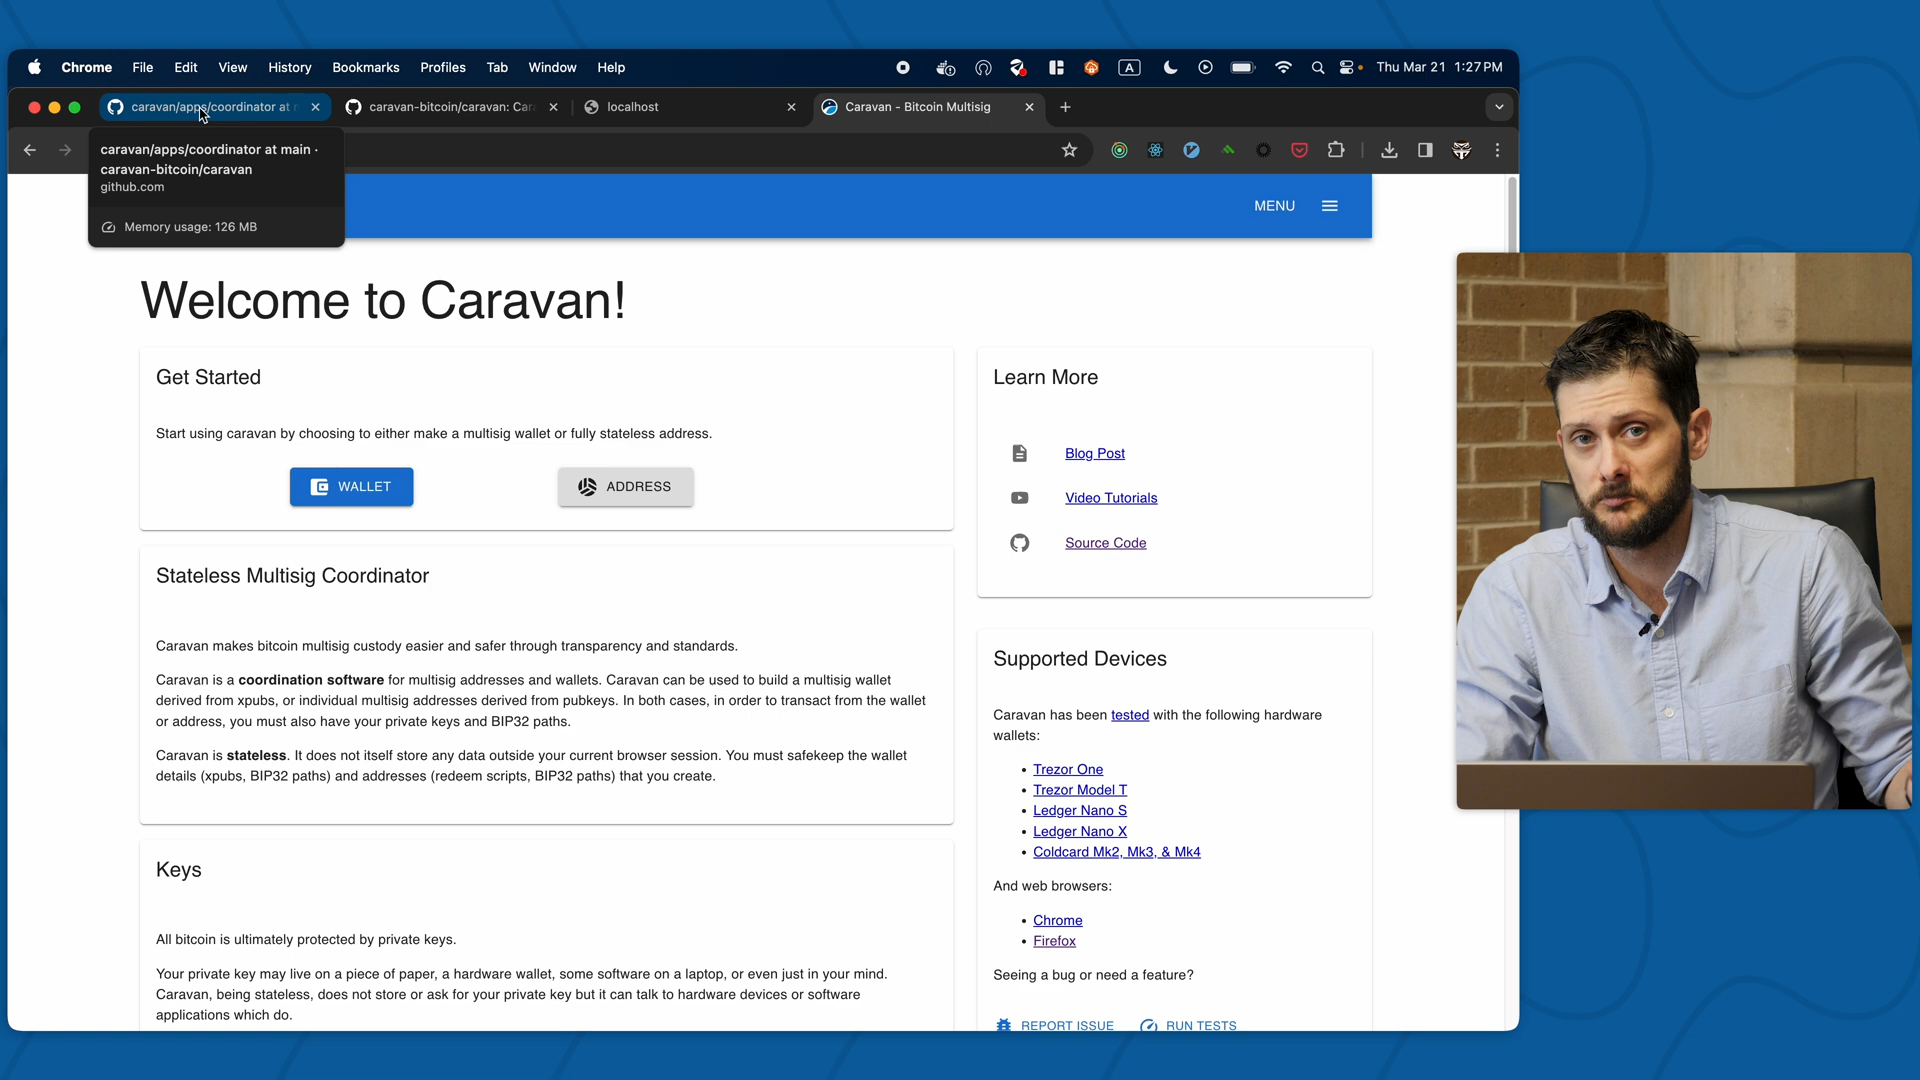 Chrome File Edit View History Bookmarks Profiles Tab Window Help
A
Thu Mar 21 1:27 PM
caravan/apps/coordinator at
caravan-bitcoin/caravan: Car
localhost
Caravan - Bitcoin Multisig
caravan/apps/coordinator at main ·
caravan-bitcoin/caravan
github.com
Memory usage: 126 MB
MENU
Welcome to Caravan!
Get Started
Start using caravan by choosing to either make a multisig wallet or fully stateless address.
WALLET
ADDRESS
Stateless Multisig Coordinator
Caravan makes bitcoin multisig custody easier and safer through transparency and standards.
Caravan is a coordination software for multisig addresses and wallets. Caravan can be used to build a multisig wallet
derived from xpubs, or individual multisig addresses derived from pubkeys. In both cases, in order to transact from the wallet
or address, you must also have your private keys and BIP32 paths.
Caravan is stateless. It does not itself store any data outside your current browser session. You must safekeep the wallet
details (xpubs, BIP32 paths) and addresses (redeem scripts, BIP32 paths) that you create.
Keys
All bitcoin is ultimately protected by private keys.
Your private key may live on a piece of paper, a hardware wallet, some software on a laptop, or even just in your mind.
Caravan, being stateless, does not store or ask for your private key but it can talk to hardware devices or software
applications which do.
Learn More
Blog Post
Video Tutorials
Source Code
Supported Devices
Caravan has been tested with the following hardware
wallets:
• Trezor One
• Trezor Model T
• Ledger Nano S
• Ledger Nano X
• Coldcard Mk2, Mk3, & Mk4
And web browsers:
• Chrome
• Firefox
Seeing a bug or need a feature?
REPORT ISSUE
RUN TESTS